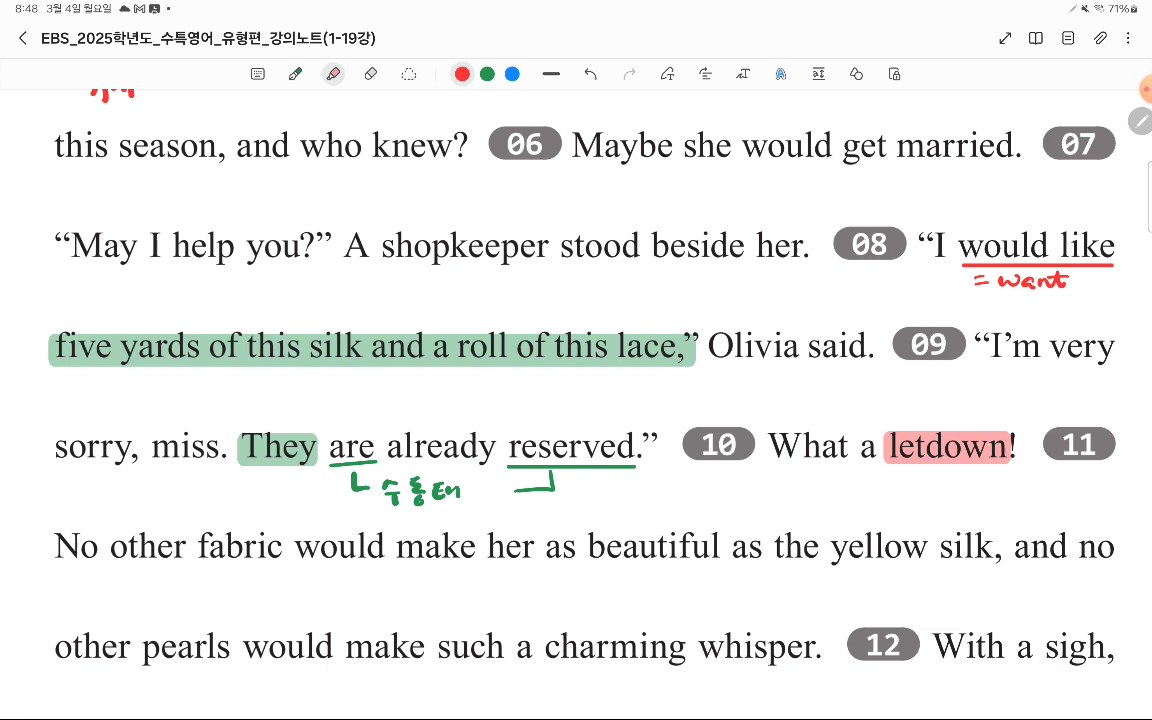 8:48 3월 4일 월요일
71%
EBS_2025학년도_수특영어_유형편_강의노트(1-19강)
this season, and who knew? 06 Maybe she would get married. 07
“May I help you?” A shopkeeper stood beside her. 08 “I would like
= want
five yards of this silk and a roll of this lace,” Olivia said. 09 “I’m very
sorry, miss. They are already reserved.” 10 What a letdown! 11
수동태
No other fabric would make her as beautiful as the yellow silk, and no
other pearls would make such a charming whisper. 12 With a sigh,